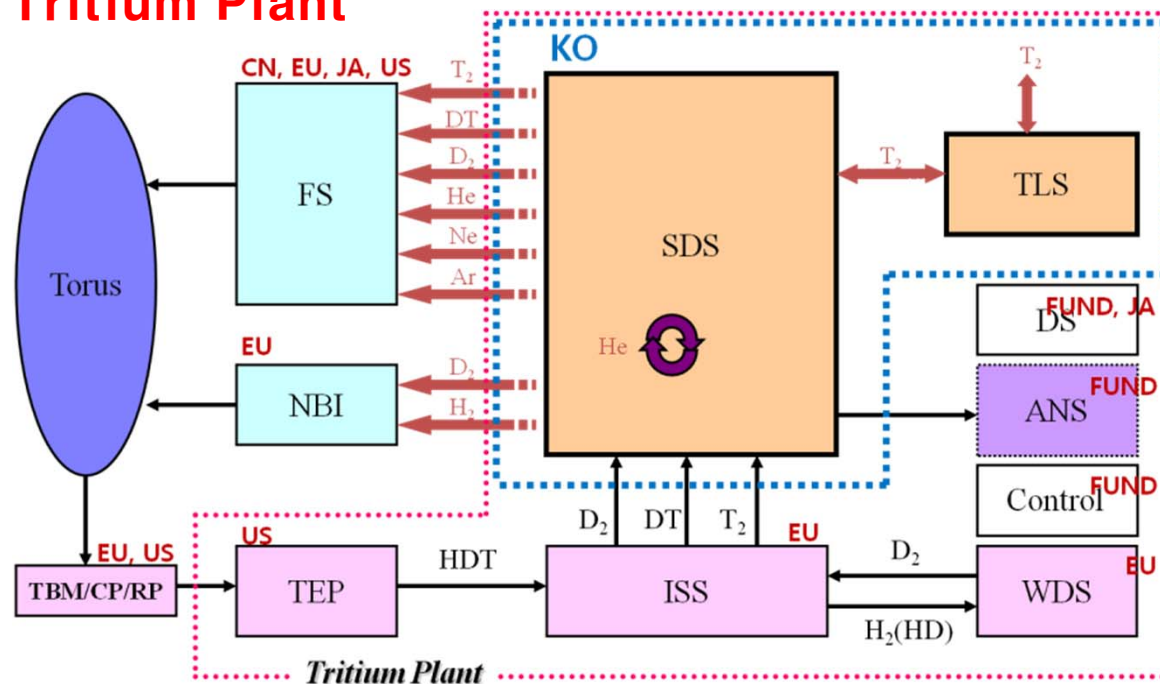 Tritium Plant
KO
CN, EU, JA, US
T₂
DT
D₂
He
Ne
Ar
FS
Torus
SDS
He
T₂
T₂
TLS
EU
D₂
H₂
NBI
FUND, JA
DS
FUND
ANS
FUND
Control
D₂
DT
T₂
EU
EU, US
TBM/CP/RP
US
TEP
HDT
ISS
D₂
H₂(HD)
EU
WDS
Tritium Plant